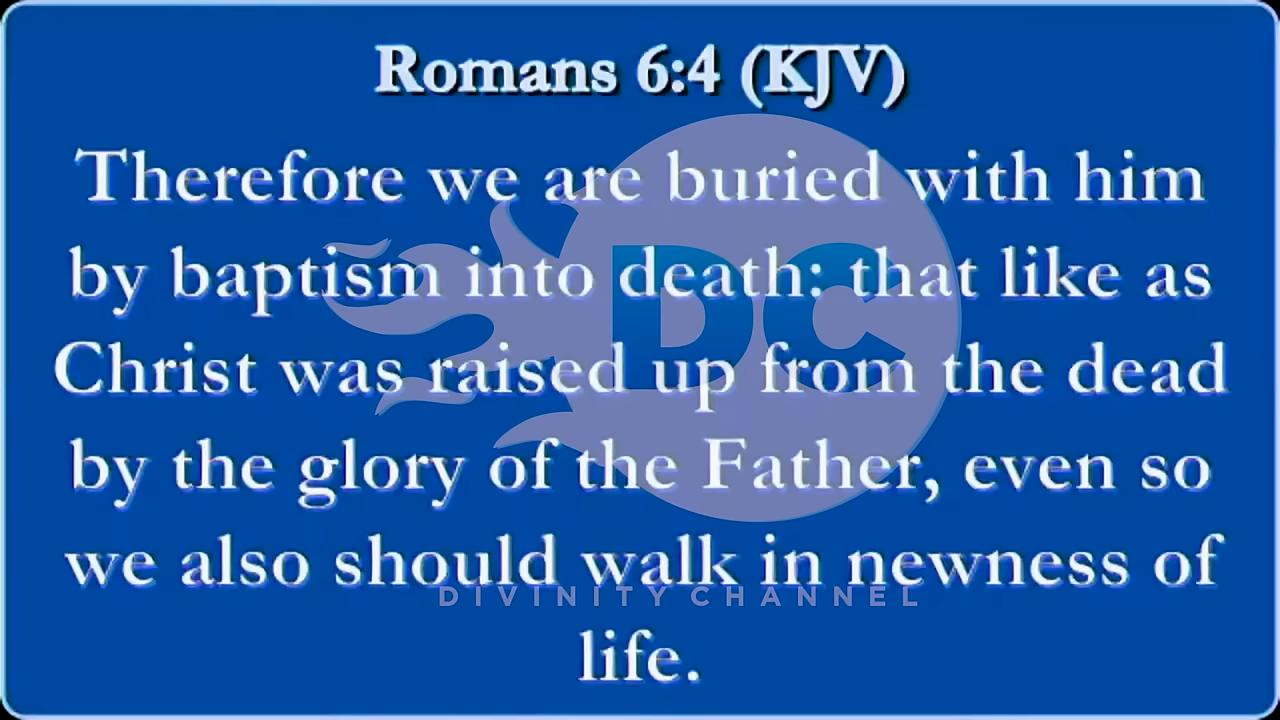 Romans 6:4 (KJV)
Therefore we are buried with him
by baptism into death: that like as
Christ was raised up from the dead
by the glory of the Father, even so
we also should walk in newness of
life.
DC
DIVINITY CHANNEL